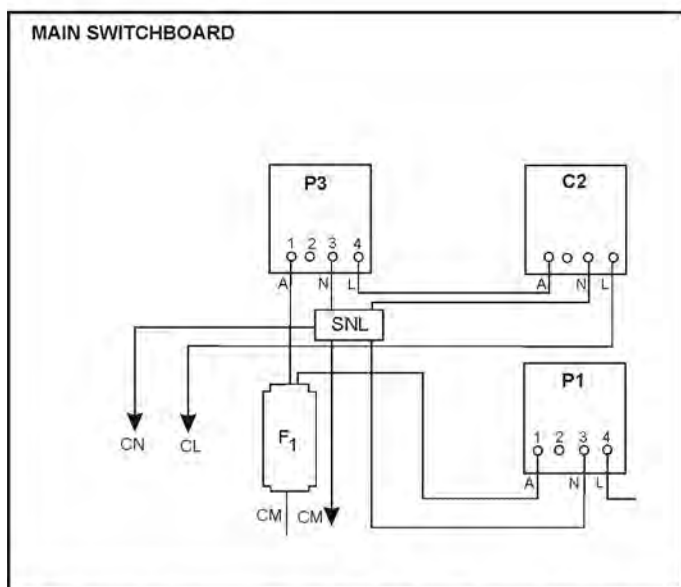 MAIN SWITCHBOARD
P3
C2
1 2 3 4
A N L
A N L
SNL
P1
1 2 3 4
F1
CN CL
A N L
CM CM